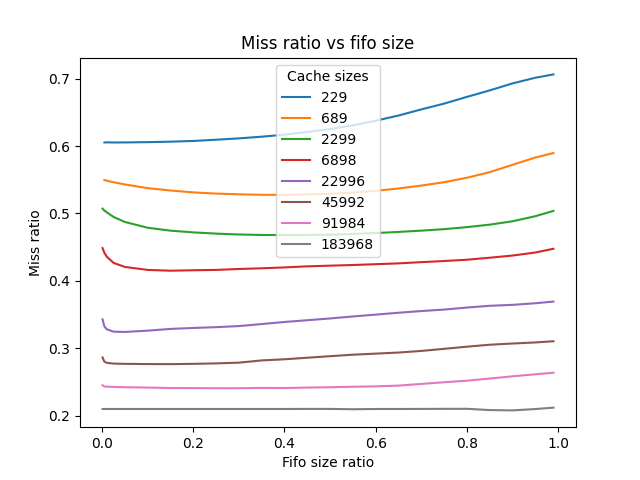 Miss ratio vs fifo size
Cache sizes
229
689
2299
6898
22996
45992
91984
183968
Miss ratio
0.7
0.6
0.5
0.4
0.3
0.2
0.0 0.2 0.4 0.6 0.8 1.0
Fifo size ratio